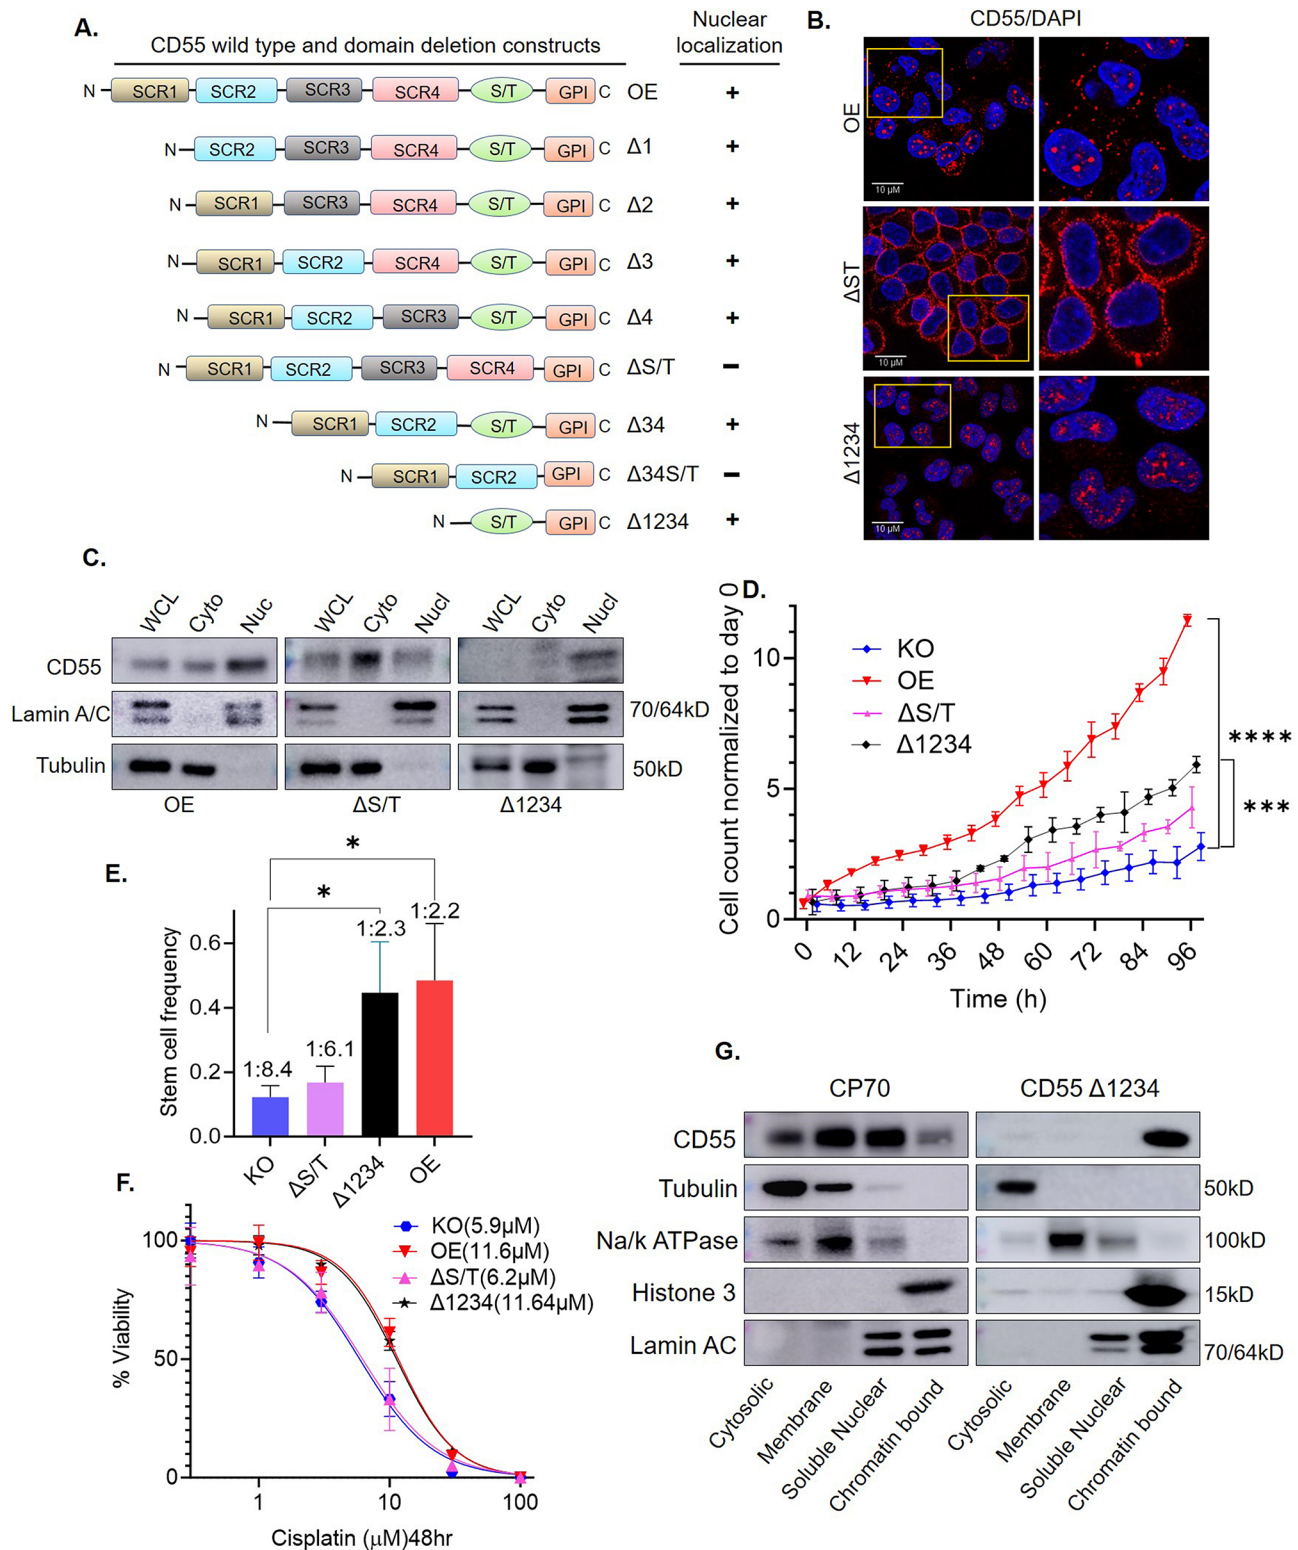 A.
CD55 wild type and domain deletion constructs
Nuclear
localization
N SCR1 SCR2 SCR3 SCR4 S/T GPI C OE +
N SCR2 SCR3 SCR4 S/T GPI C Δ1 +
N SCR1 SCR3 SCR4 S/T GPI C Δ2 +
N SCR1 SCR2 SCR4 S/T GPI C Δ3 +
N SCR1 SCR2 SCR3 S/T GPI C Δ4 +
N SCR1 SCR2 SCR3 SCR4 GPI C ΔS/T −
N SCR1 SCR2 S/T GPI C Δ34 +
N SCR1 SCR2 GPI C Δ34S/T −
N S/T GPI C Δ1234 +
B.
CD55/DAPI
OE
10 µM
ΔST
10 µM
Δ1234
10 µM
C.
WCL Cyto Nuc WCL Cyto Nucl WCL Cyto Nucl
CD55
Lamin A/C 70/64kD
Tubulin 50kD
OE ΔS/T Δ1234
D.
Cell count normalized to day 0
10
5
0
KO
OE
ΔS/T
Δ1234
****
***
0 12 24 36 48 60 72 84 96
Time (h)
E.
Stem cell frequency
0.6
0.4
0.2
0.0
*
*
1:8.4 1:6.1 1:2.3 1:2.2
KO ΔS/T Δ1234 OE
F.
% Viability
100
50
0
KO(5.9µM)
OE(11.6µM)
ΔS/T(6.2µM)
Δ1234(11.64µM)
1 10 100
Cisplatin (µM)48hr
G.
CP70 CD55 Δ1234
CD55
Tubulin 50kD
Na/k ATPase 100kD
Histone 3 15kD
Lamin AC 70/64kD
Cytosolic Membrane Soluble Nuclear Chromatin bound Cytosolic Membrane Soluble Nuclear Chromatin bound